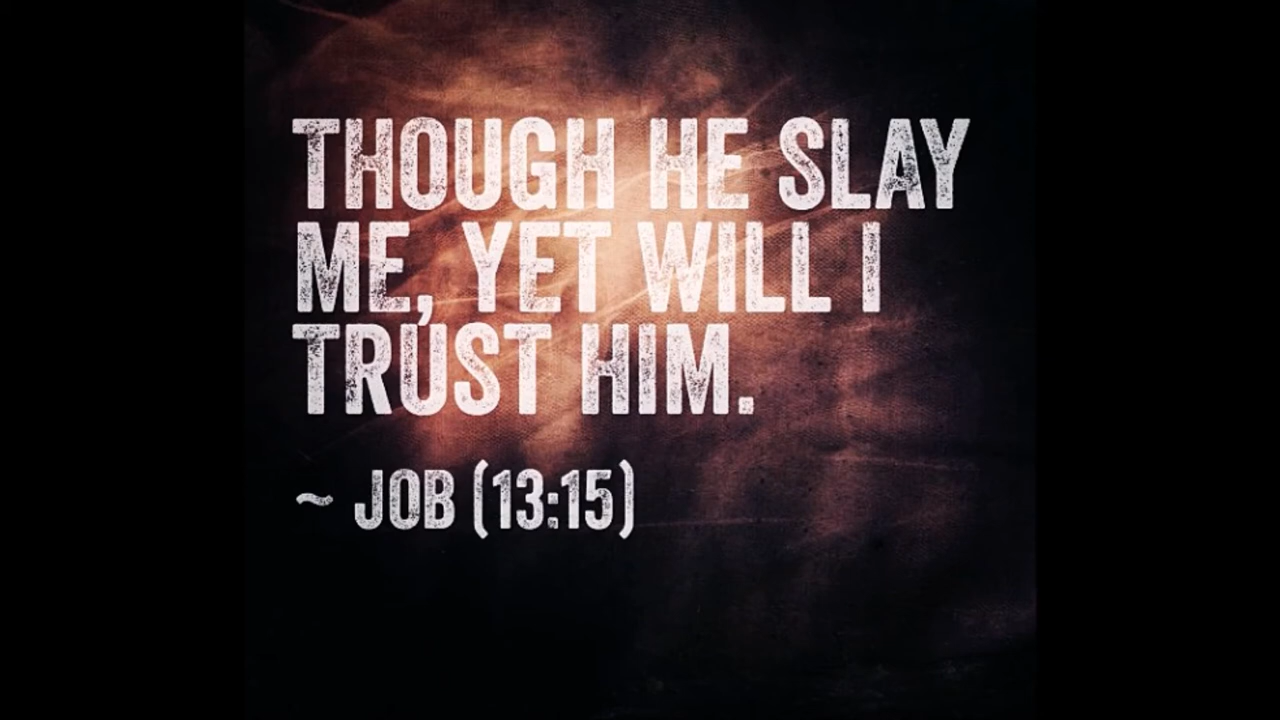 THOUGH HE SLAY
ME, YET WILL I
TRUST HIM.
~ JOB (13:15)